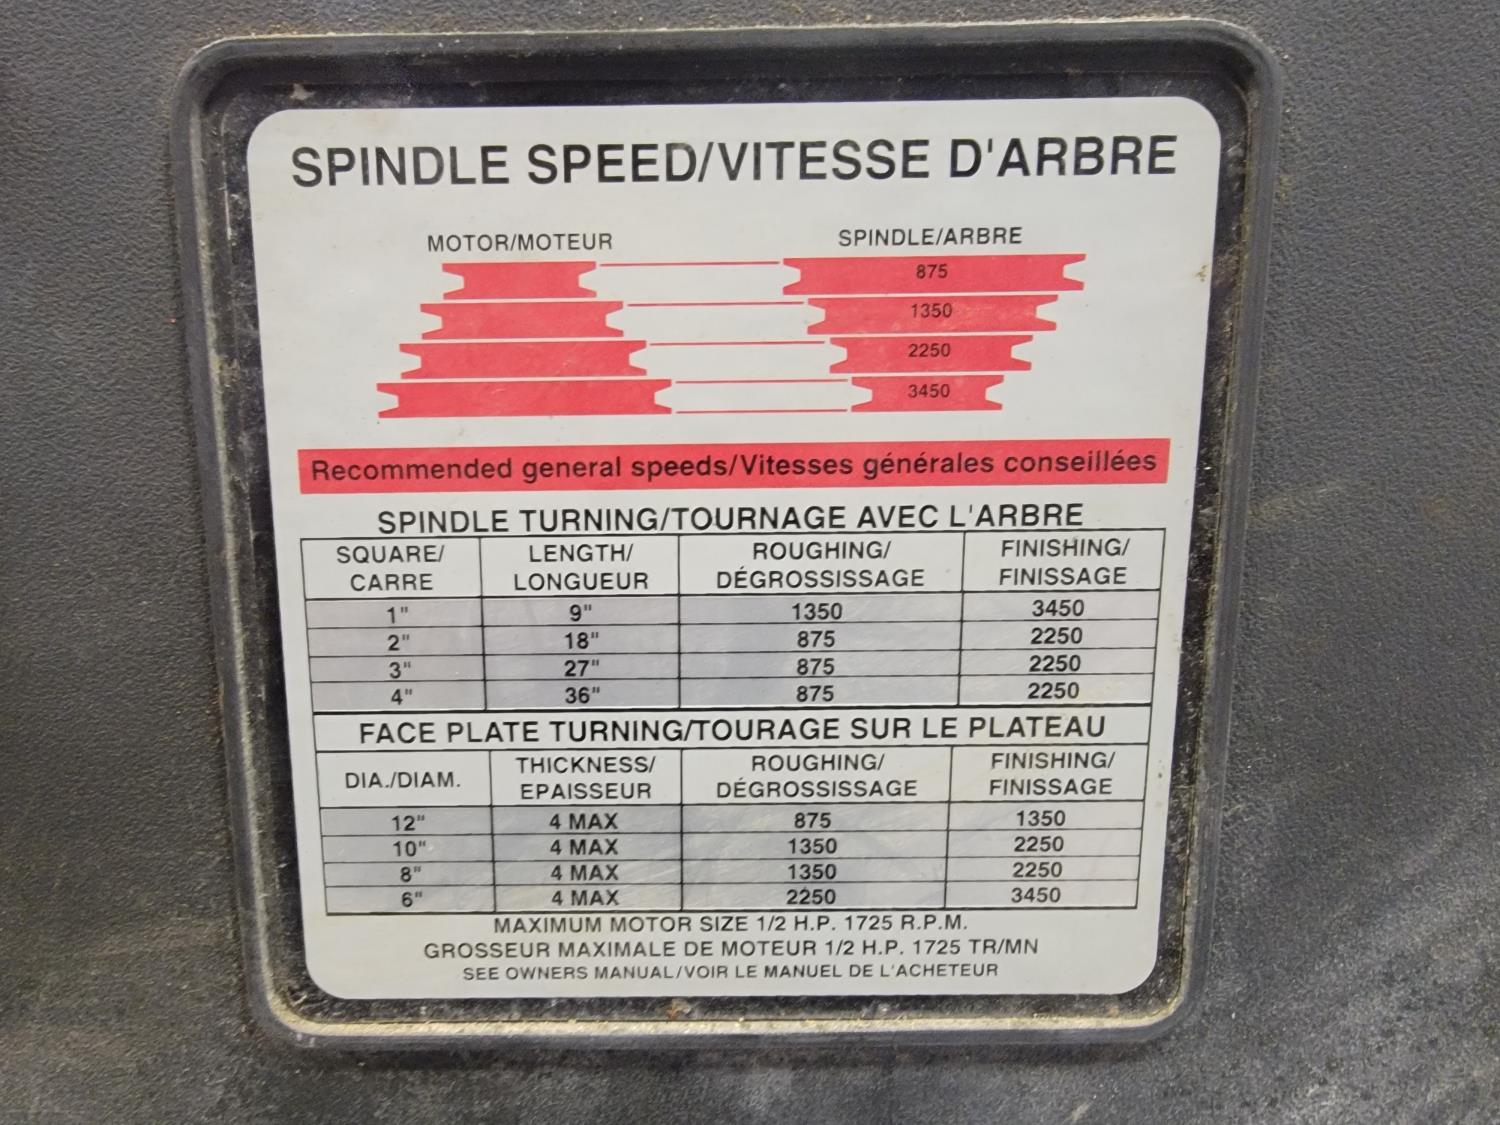 SPINDLE SPEED/VITESSE D'ARBRE
MOTOR/MOTEUR SPINDLE/ARBRE
875
1350
2250
3450
Recommended general speeds/Vitesses générales conseillées
SPINDLE TURNING/TOURNAGE AVEC L'ARBRE
SQUARE/ LENGTH/ ROUGHING/ FINISHING/
CARRE LONGUEUR DÉGROSSISSAGE FINISSAGE
1" 9" 1350 3450
2" 18" 875 2250
3" 27" 875 2250
4" 36" 875 2250
FACE PLATE TURNING/TOURAGE SUR LE PLATEAU
DIA./DIAM. THICKNESS/ ROUGHING/ FINISHING/
EPAISSEUR DÉGROSSISSAGE FINISSAGE
12" 4 MAX 875 1350
10" 4 MAX 1350 2250
8" 4 MAX 1350 2250
6" 4 MAX 2250 3450
MAXIMUM MOTOR SIZE 1/2 H.P. 1725 R.P.M.
GROSSEUR MAXIMALE DE MOTEUR 1/2 H.P. 1725 TR/MN
SEE OWNERS MANUAL/VOIR LE MANUEL DE L'ACHETEUR